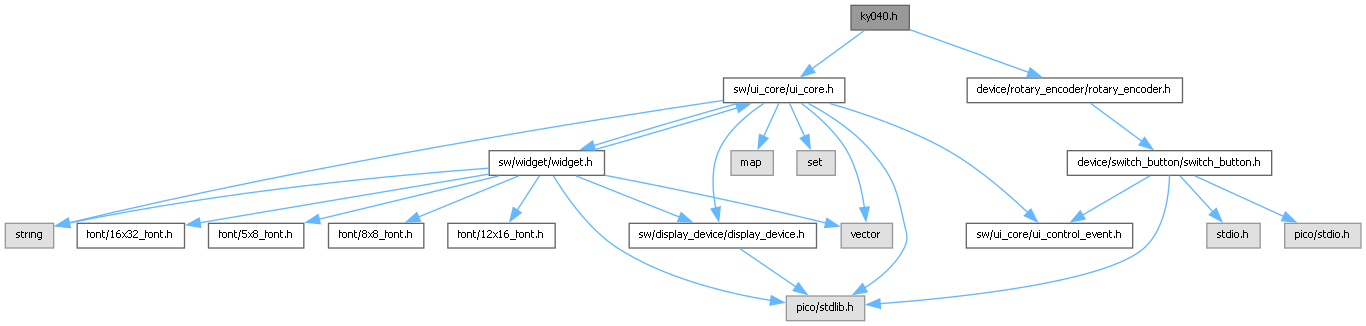 ky040.h
sw/ui_core/ui_core.h
device/rotary_encoder/rotary_encoder.h
sw/widget/widget.h
map
set
device/switch_button/switch_button.h
string
font/16x32_font.h
font/5x8_font.h
font/8x8_font.h
font/12x16_font.h
sw/display_device/display_device.h
vector
sw/ui_core/ui_control_event.h
stdio.h
pico/stdio.h
pico/stdlib.h